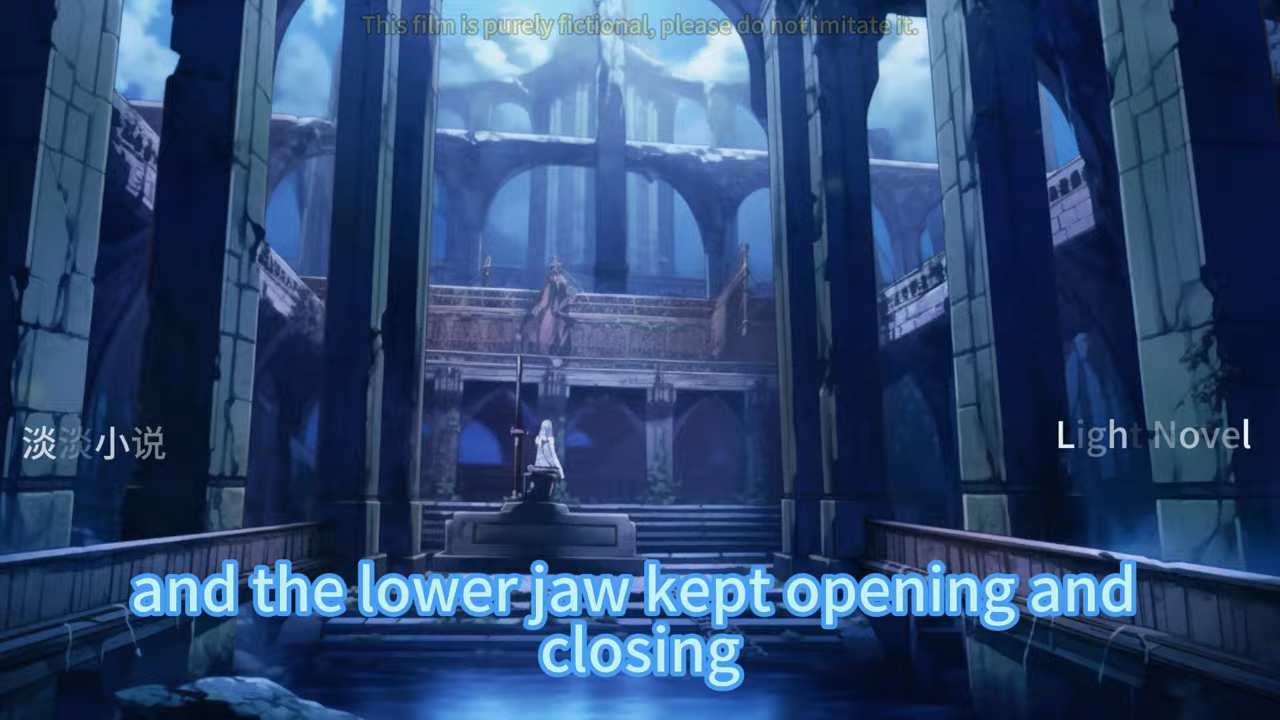 This film is purely fictional, please do not imitate it.
淡淡小说
Light Novel
and the lower jaw kept opening and
closing